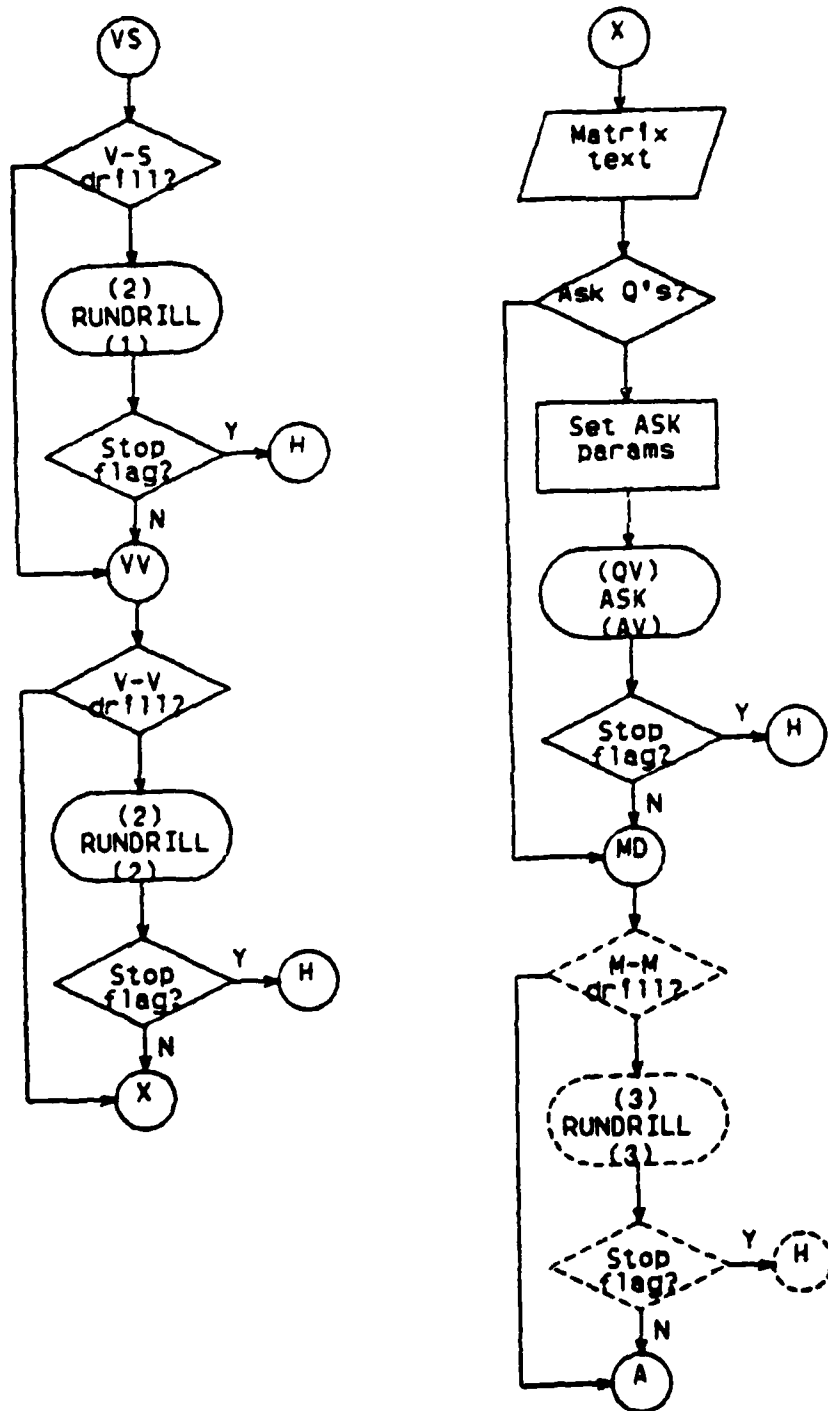 VS
V-S
drill?
(2)
RUNDRILL
(1)
Stop
flag?
Y
H
N
VV
V-V
drill?
(2)
RUNDRILL
(2)
Stop
flag?
Y
H
N
X
X
Matrix
text
Ask Q's?
Set ASK
params
(QV)
ASK
(AV)
Stop
flag?
Y
H
N
MD
M-M
drill?
(3)
RUNDRILL
(3)
Stop
flag?
Y
H
N
A